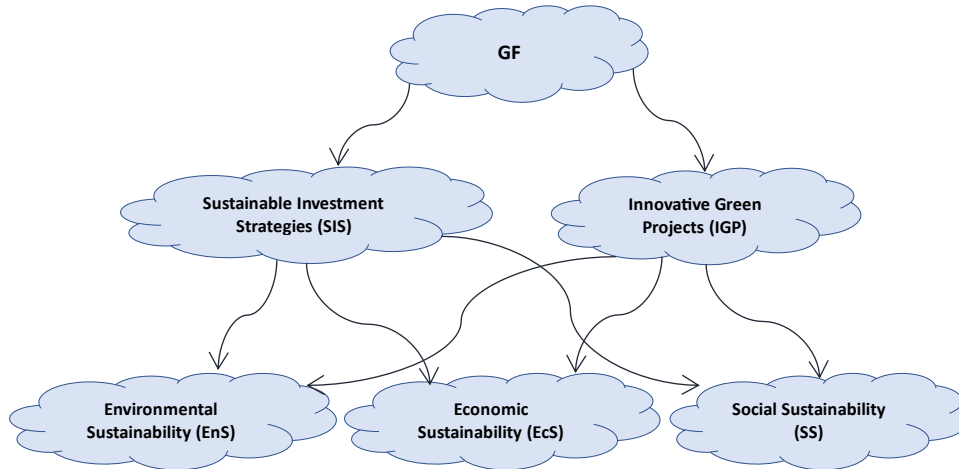 GF
Sustainable Investment
Strategies (SIS)
Innovative Green
Projects (IGP)
Environmental
Sustainability (EnS)
Economic
Sustainability (EcS)
Social Sustainability
(SS)